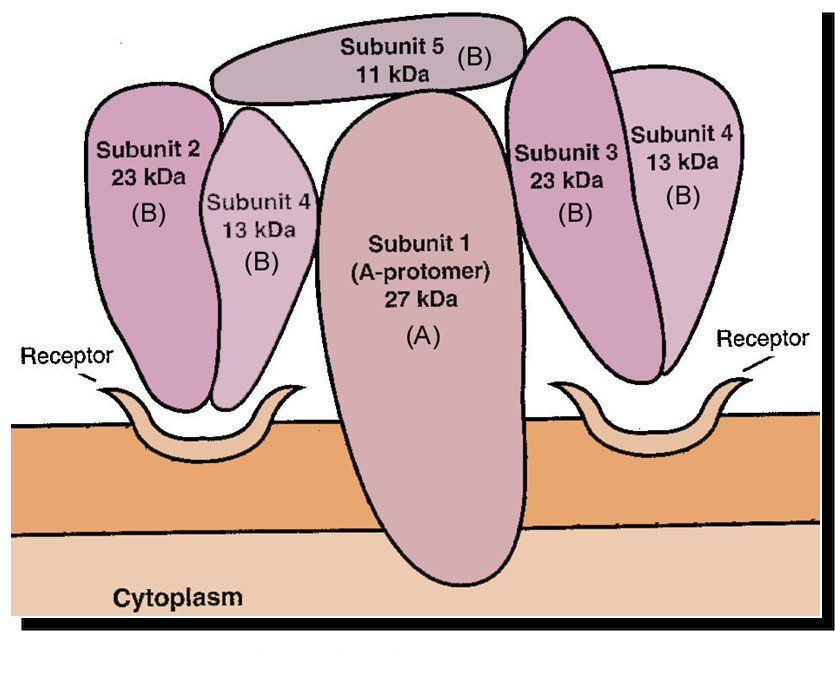 Subunit 5 (B)
11 kDa
Subunit 2
23 kDa
(B)
Subunit 4
13 kDa
(B)
Subunit 1
(A-protomer)
27 kDa
(A)
Subunit 3
23 kDa
(B)
Subunit 4
13 kDa
(B)
Receptor
Receptor
Cytoplasm